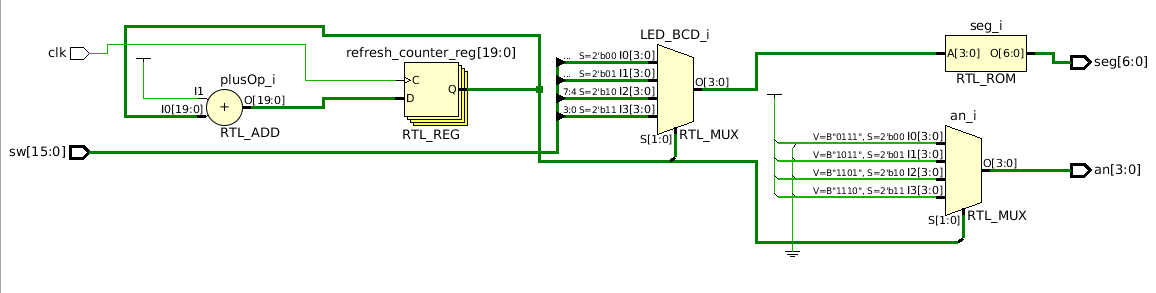 clk
sw[15:0]
plusOp_i
I1
I0[19:0]
+
O[19:0]
RTL_ADD
refresh_counter_reg[19:0]
C
D
Q
RTL_REG
LED_BCD_i
... S=2'b00 I0[3:0]
... S=2'b01 I1[3:0]
7:4 S=2'b10 I2[3:0]
3:0 S=2'b11 I3[3:0]
O[3:0]
S[1:0]
RTL_MUX
seg_i
A[3:0] O[6:0]
RTL_ROM
seg[6:0]
an_i
V=B"0111", S=2'b00 I0[3:0]
V=B"1011", S=2'b01 I1[3:0]
V=B"1101", S=2'b10 I2[3:0]
V=B"1110", S=2'b11 I3[3:0]
O[3:0]
S[1:0]
RTL_MUX
an[3:0]